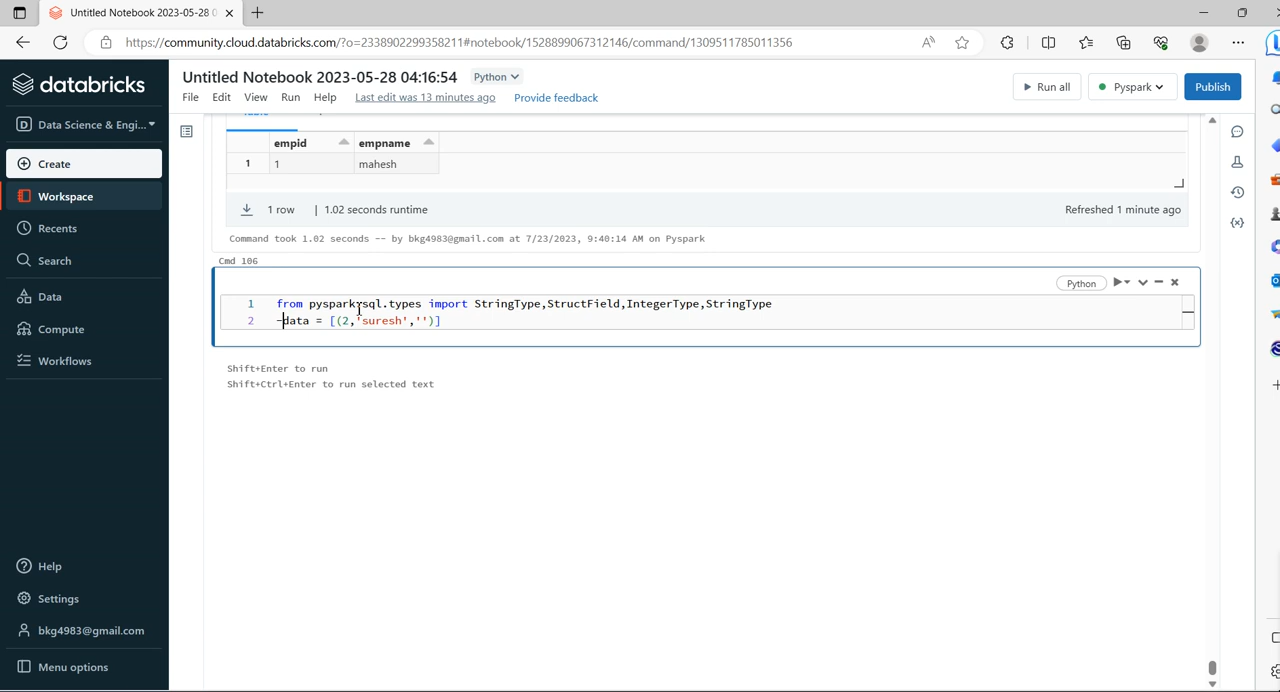 Untitled Notebook 2023-05-28 0
https://community.cloud.databricks.com/?o=2338902299358211#notebook/1528899067312146/command/1309511785011356
databricks
Untitled Notebook 2023-05-28 04:16:54 Python
Run all
Pyspark
Publish
File Edit View Run Help Last edit was 13 minutes ago Provide feedback
Data Science & Engi...
Create
Workspace
Recents
Search
Data
Compute
Workflows
Help
Settings
bkg4983@gmail.com
Menu options
empid empname
1 1 mahesh
1 row | 1.02 seconds runtime
Refreshed 1 minute ago
Command took 1.02 seconds -- by bkg4983@gmail.com at 7/23/2023, 9:40:14 AM on Pyspark
Cmd 106
Python
1 from pyspark.sql.types import StringType,StructField,IntegerType,StringType
2 -data = [(2,'suresh','')]
Shift+Enter to run
Shift+Ctrl+Enter to run selected text